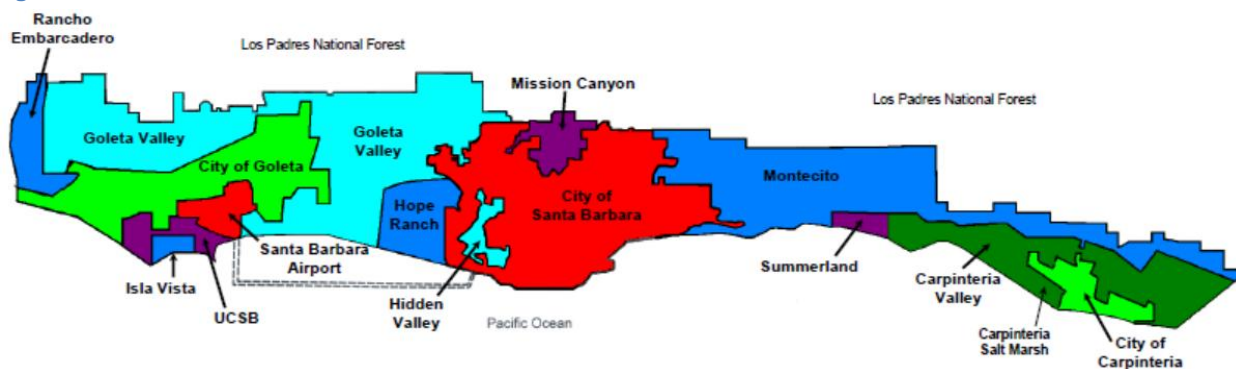 Rancho
Embarcadero
Los Padres National Forest
Mission Canyon
Los Padres National Forest
Goleta Valley
Goleta
Valley
City of Goleta
Montecito
Hope
Ranch
City of
Santa Barbara
Santa Barbara
Airport
Summerland
Isla Vista
UCSB
Hidden
Valley
Pacific Ocean
Carpinteria
Valley
Carpinteria
Salt Marsh
City of
Carpinteria